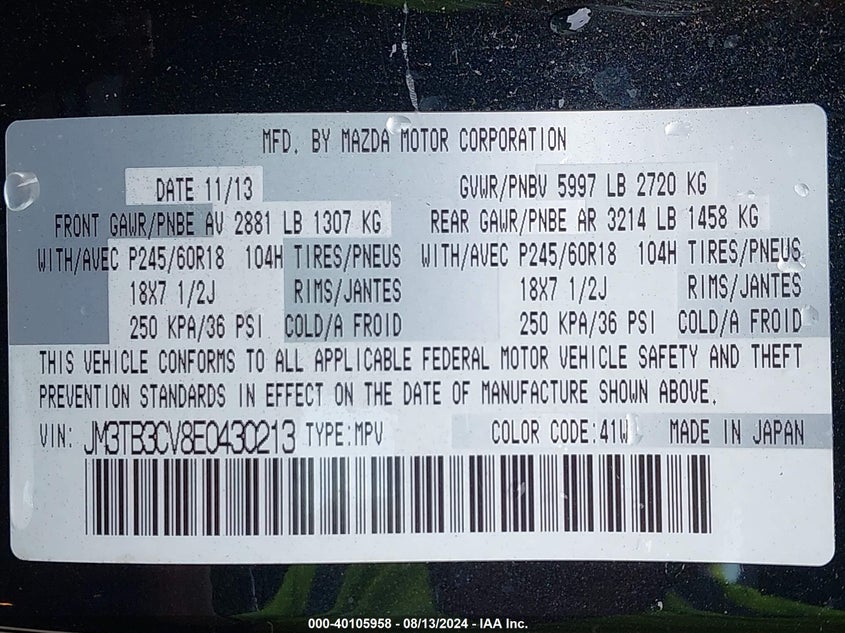 MFD. BY MAZDA MOTOR CORPORATION
DATE 11/13 GVWR/PNBV 5997 LB 2720 KG
FRONT GAWR/PNBE AV 2881 LB 1307 KG REAR GAWR/PNBE AR 3214 LB 1458 KG
WITH/AVEC P245/60R18 104H TIRES/PNEUS WITH/AVEC P245/60R18 104H TIRES/PNEUS
18X7 1/2J RIMS/JANTES 18X7 1/2J RIMS/JANTES
250 KPA/36 PSI COLD/A FROID 250 KPA/36 PSI COLD/A FROID
THIS VEHICLE CONFORMS TO ALL APPLICABLE FEDERAL MOTOR VEHICLE SAFETY AND THEFT
PREVENTION STANDARDS IN EFFECT ON THE DATE OF MANUFACTURE SHOWN ABOVE.
VIN: JM3TB3CV8E0430213 TYPE:MPV COLOR CODE:41W MADE IN JAPAN
000-40105958 - 08/13/2024 - IAA Inc.